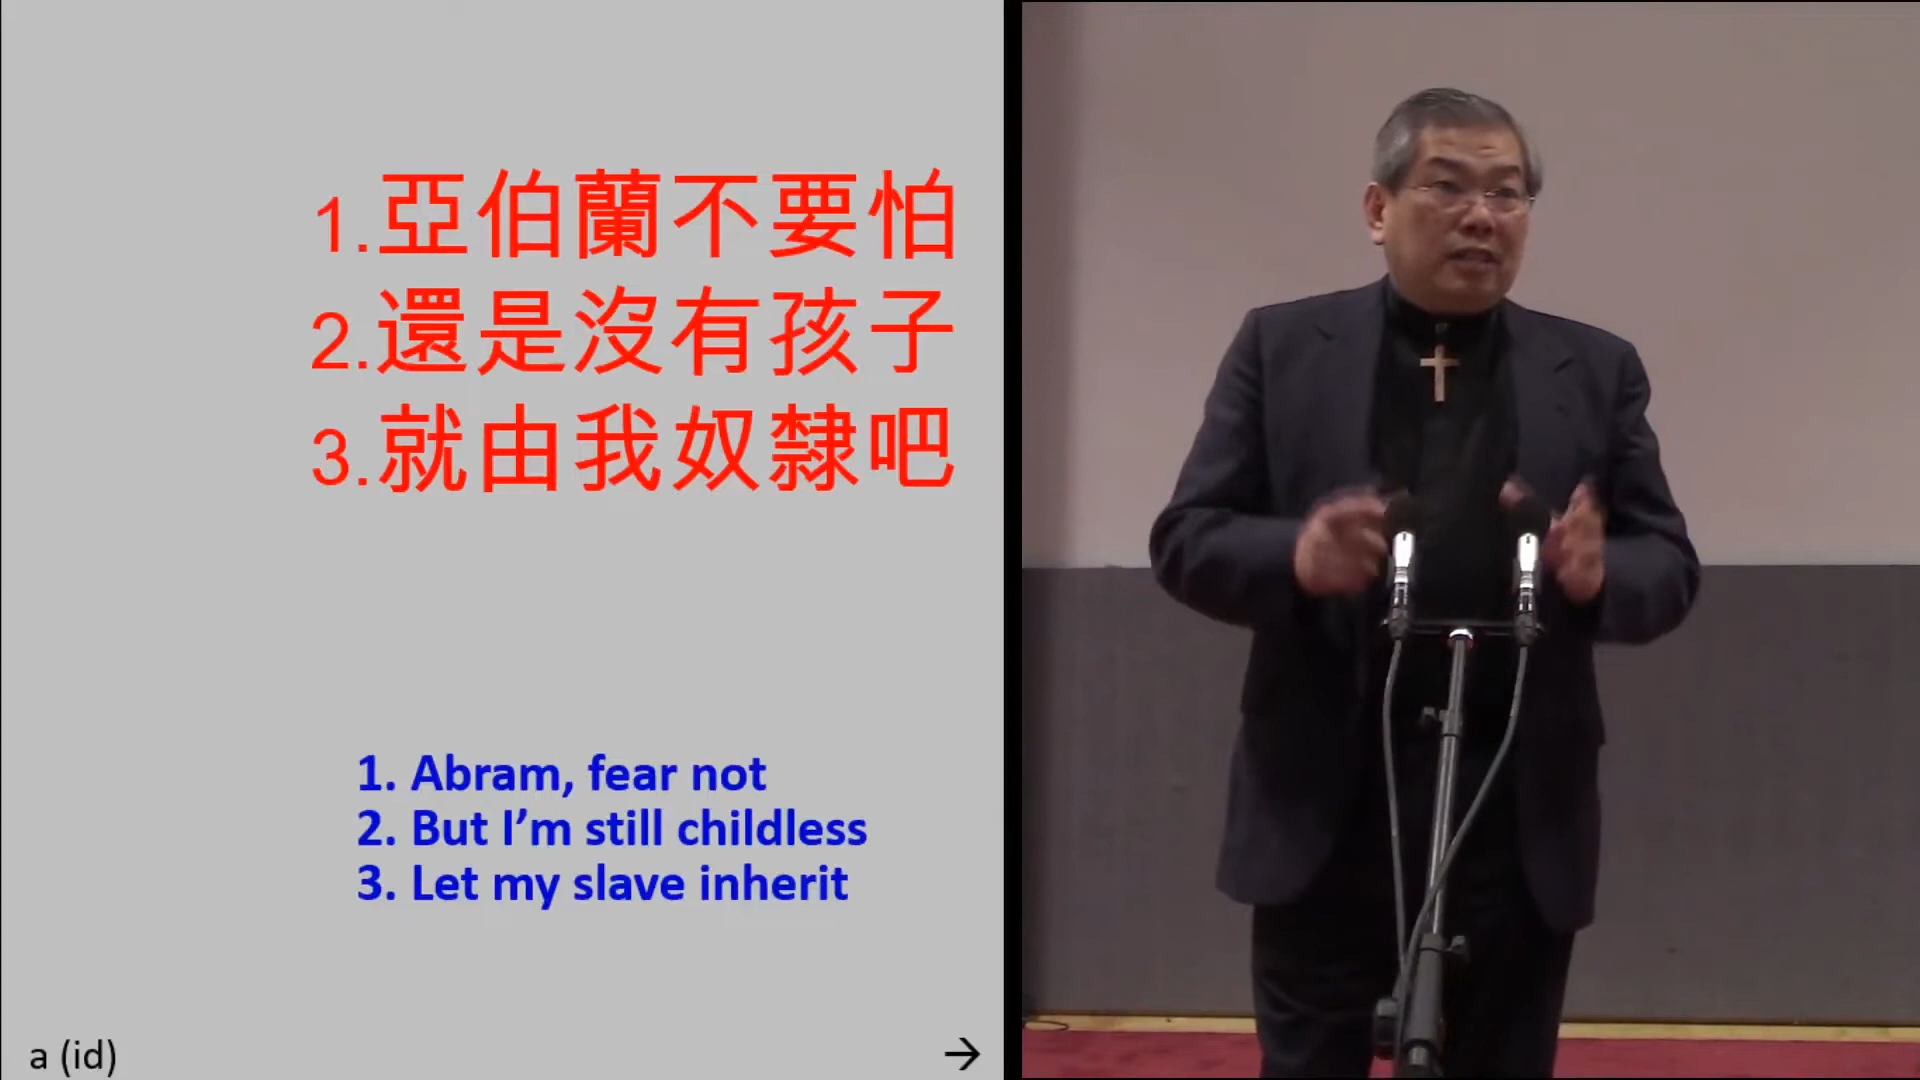 1.亞伯蘭不要怕
2.還是沒有孩子
3.就由我奴隸吧
1. Abram, fear not
2. But I’m still childless
3. Let my slave inherit
a (id)
→